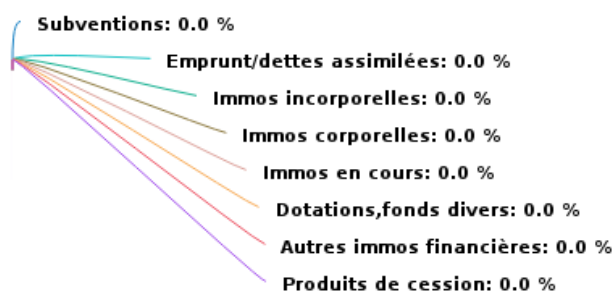 Subventions: 0.0 %
Emprunt/dettes assimilées: 0.0 %
Immos incorporelles: 0.0 %
Immos corporelles: 0.0 %
Immos en cours: 0.0 %
Dotations,fonds divers: 0.0 %
Autres immos financières: 0.0 %
Produits de cession: 0.0 %